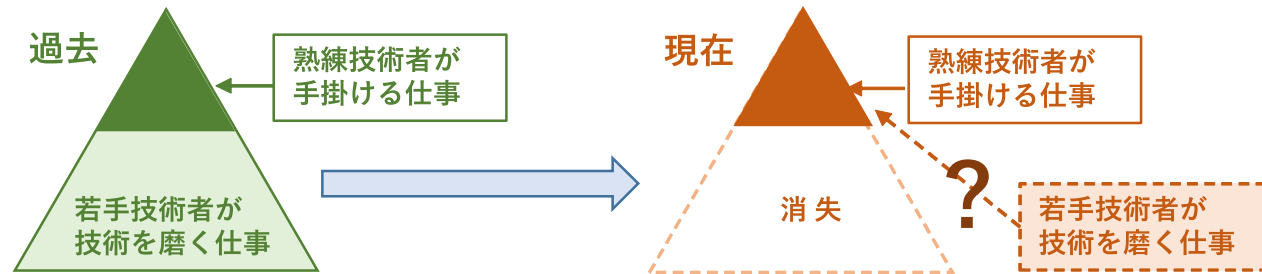 過去
熟練技術者が
手掛ける仕事
若手技術者が
技術を磨く仕事
現在
熟練技術者が
手掛ける仕事
消失
?
若手技術者が
技術を磨く仕事